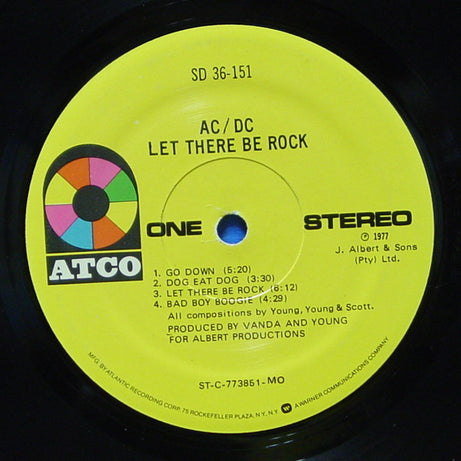 SD 36-151
AC/DC
LET THERE BE ROCK
ONE
STEREO
Ⓟ 1977
J. Albert & Sons
(Pty) Ltd.
ATCO
1. GO DOWN (5:20)
2. DOG EAT DOG (3:30)
3. LET THERE BE ROCK (6:12)
4. BAD BOY BOOGIE (4:29)
All compositions by Young, Young & Scott.
PRODUCED BY VANDA AND YOUNG
FOR ALBERT PRODUCTIONS
ST-C-773851-MO
MFG. BY ATLANTIC RECORDING CORP. 75 ROCKEFELLER PLAZA, N.Y. N.Y. A WARNER COMMUNICATIONS COMPANY